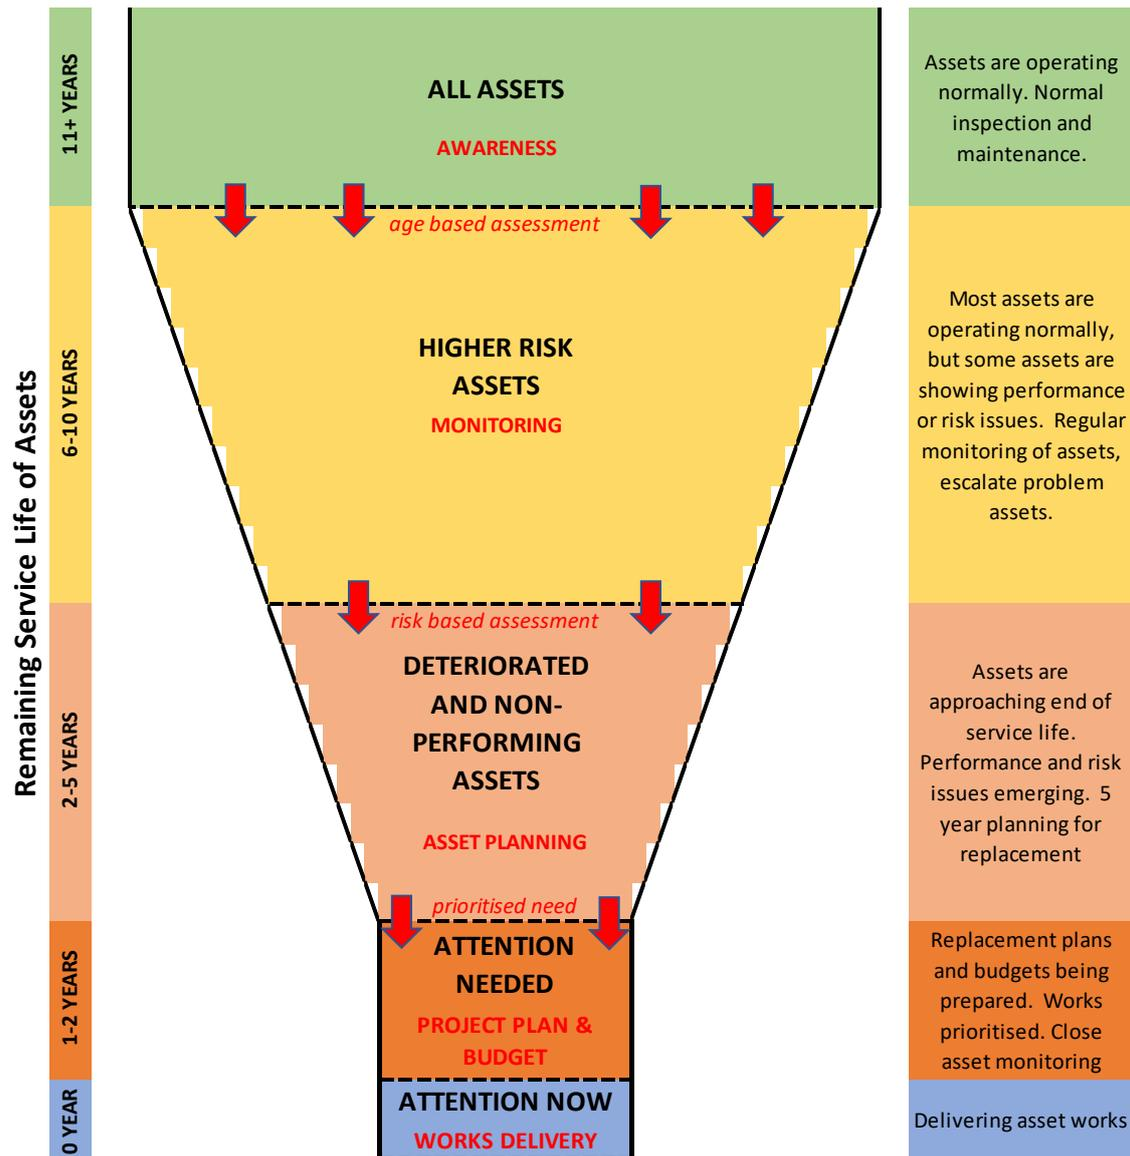 Remaining Service Life of Assets
11+ YEARS
ALL ASSETS
AWARENESS
Assets are operating
normally. Normal
inspection and
maintenance.
age based assessment
6-10 YEARS
HIGHER RISK
ASSETS
MONITORING
Most assets are
operating normally,
but some assets are
showing performance
or risk issues.  Regular
monitoring of assets,
escalate problem
assets.
risk based assessment
2-5 YEARS
DETERIORATED
AND NON-
PERFORMING
ASSETS
ASSET PLANNING
Assets are
approaching end of
service life.
Performance and risk
issues emerging.  5
year planning for
replacement
prioritised need
1-2 YEARS
ATTENTION
NEEDED
PROJECT PLAN &
BUDGET
Replacement plans
and budgets being
prepared.  Works
prioritised. Close
asset monitoring
0 YEAR
ATTENTION NOW
WORKS DELIVERY
Delivering asset works